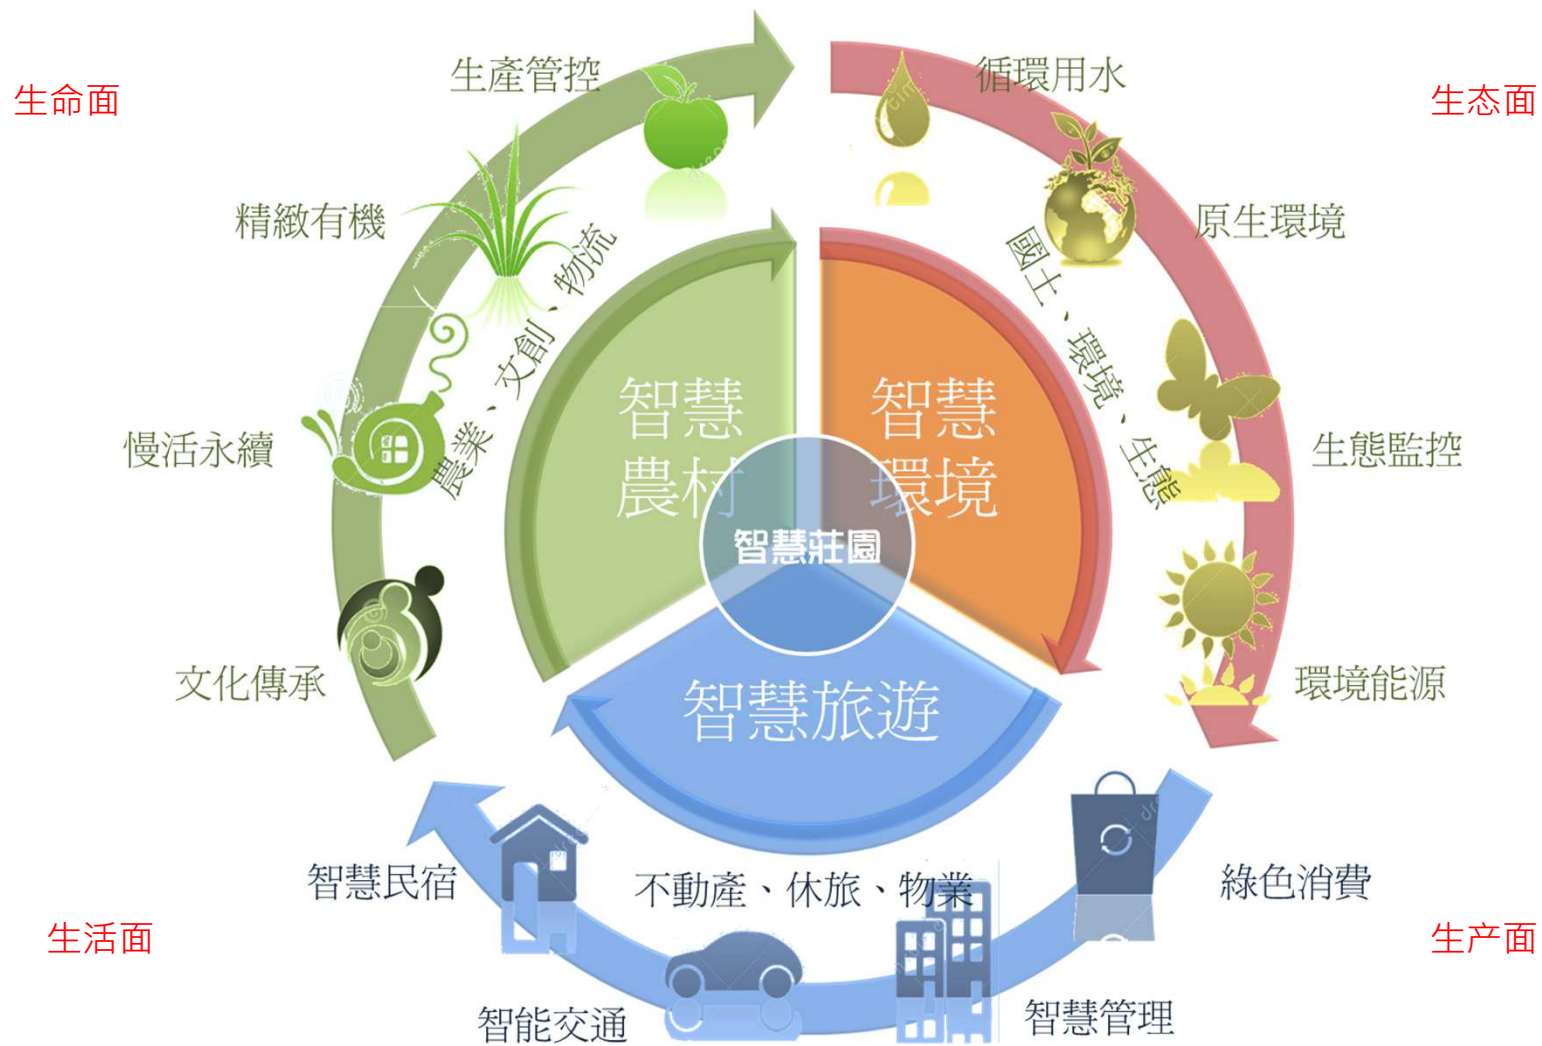 生產管控
循環用水
生命面
生态面
精緻有機
原生環境
農業、文創、物流
國土、環境、生態
智慧
農村
智慧
環境
慢活永續
生態監控
智慧莊園
文化傳承
環境能源
智慧旅遊
智慧民宿
不動產、休旅、物業
綠色消費
生活面
生产面
智能交通
智慧管理